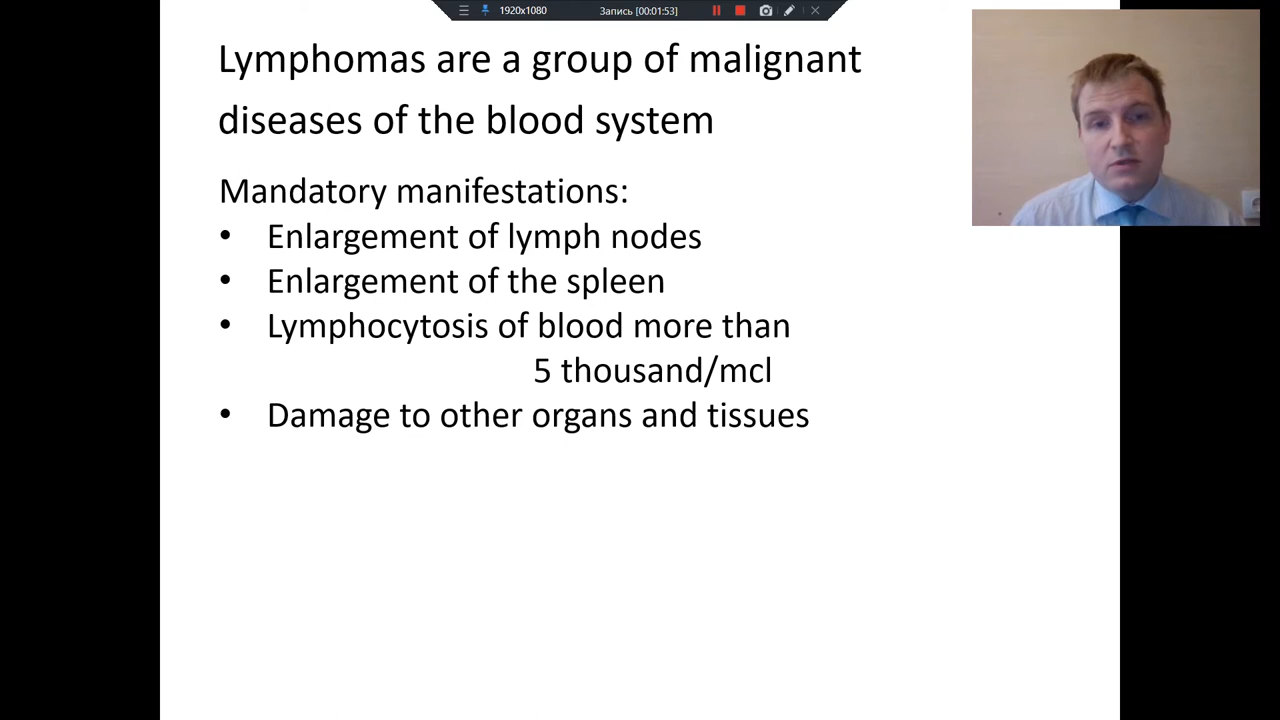 1920x1080
Запись [00:01:53]
Lymphomas are a group of malignant
diseases of the blood system
Mandatory manifestations:
• Enlargement of lymph nodes
• Enlargement of the spleen
• Lymphocytosis of blood more than
5 thousand/mcl
• Damage to other organs and tissues